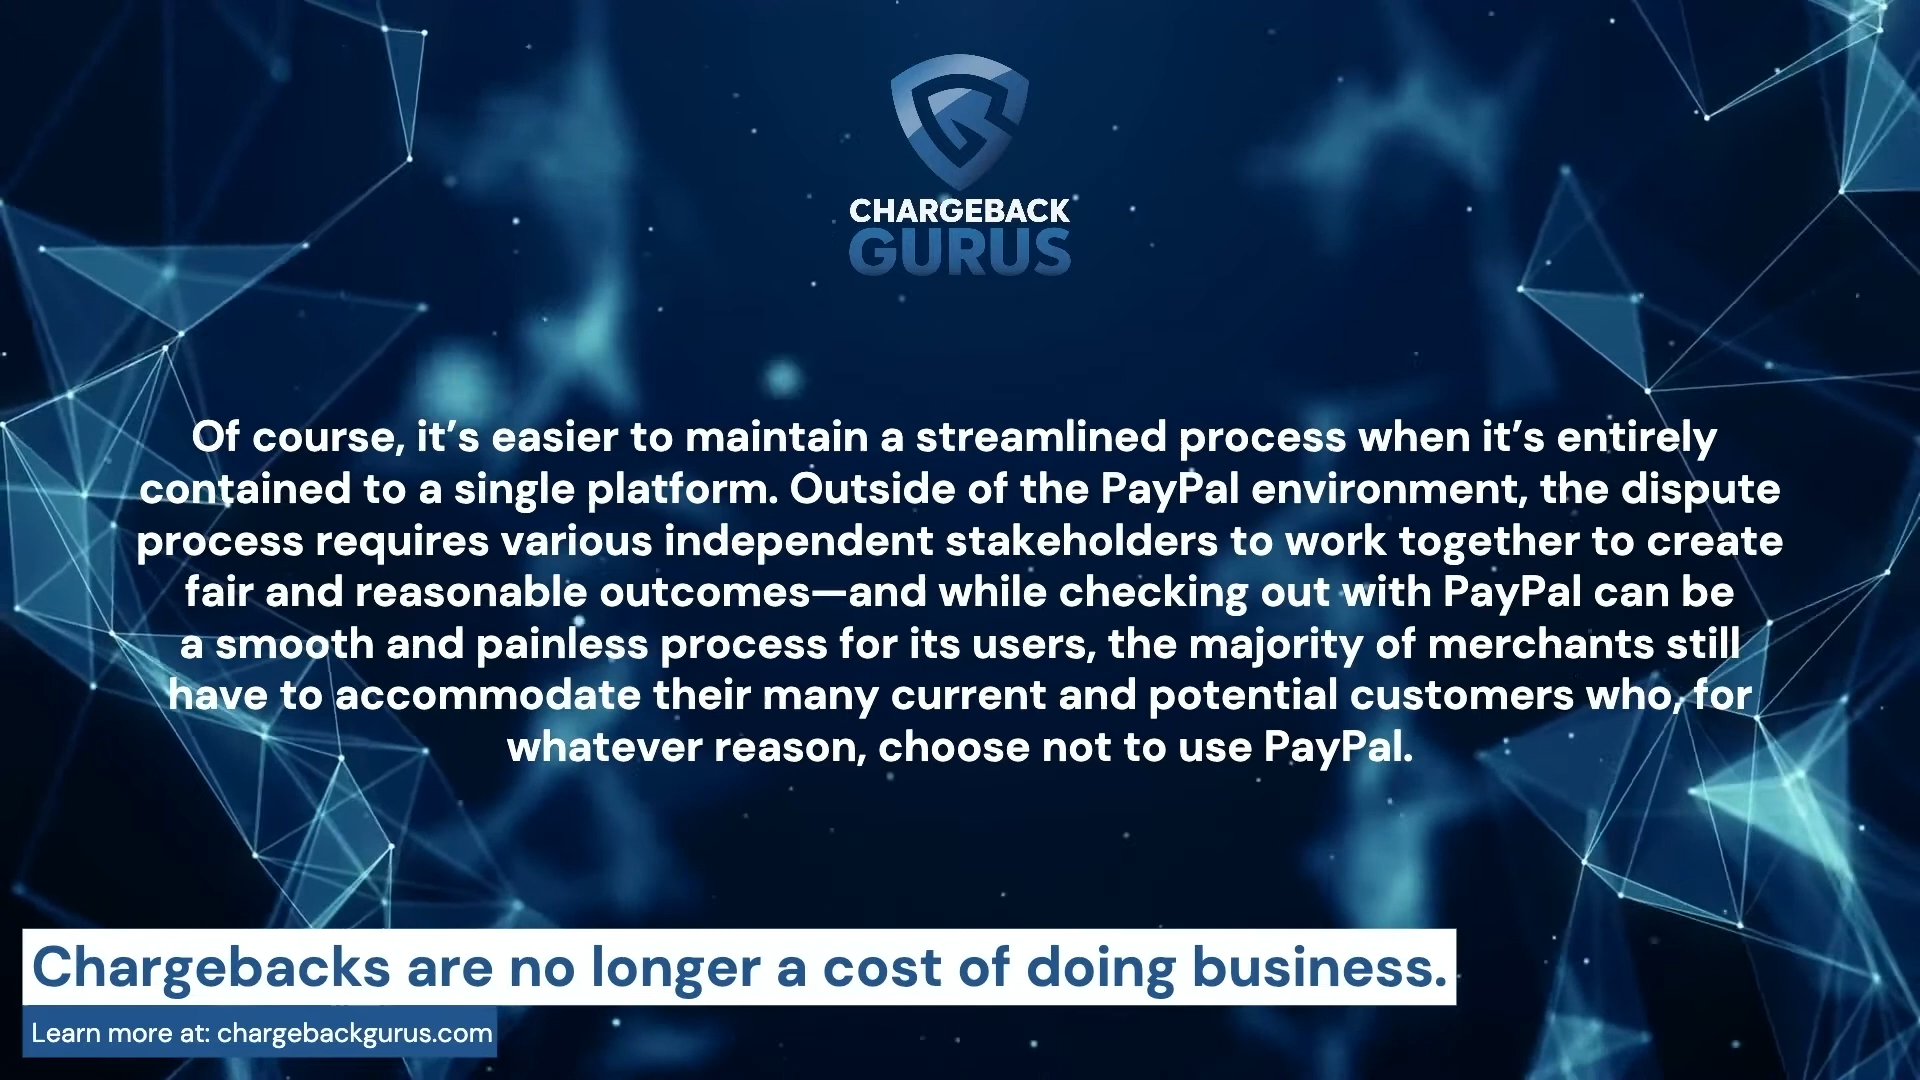 CHARGEBACK
GURUS
Of course, it’s easier to maintain a streamlined process when it’s entirely
contained to a single platform. Outside of the PayPal environment, the dispute
process requires various independent stakeholders to work together to create
fair and reasonable outcomes—and while checking out with PayPal can be
a smooth and painless process for its users, the majority of merchants still
have to accommodate their many current and potential customers who, for
whatever reason, choose not to use PayPal.
Chargebacks are no longer a cost of doing business.
Learn more at: chargebackgurus.com